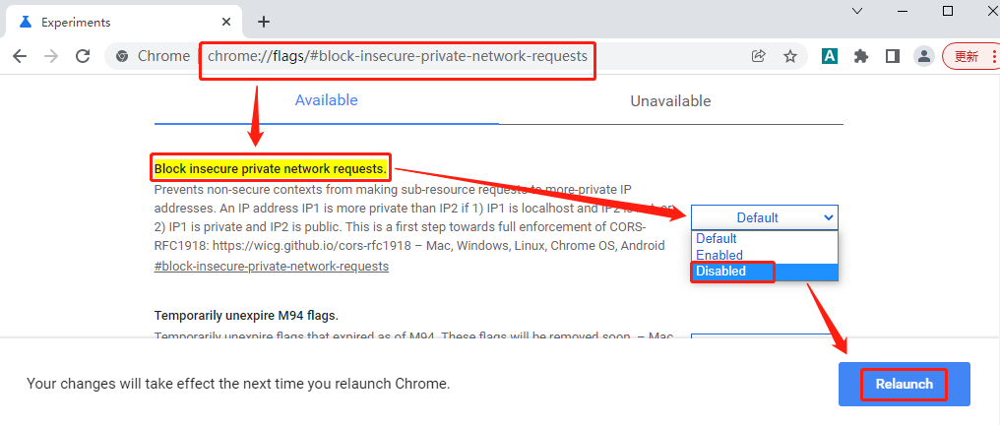 Experiments
Chrome chrome://flags/#block-insecure-private-network-requests
A
更新
Available
Unavailable
Block insecure private network requests.
Prevents non-secure contexts from making sub-resource requests to more-private IP
addresses. An IP address IP1 is more private than IP2 if 1) IP1 is localhost and IP2 is not, or
2) IP1 is private and IP2 is public. This is a first step towards full enforcement of CORS-
RFC1918: https://wicg.github.io/cors-rfc1918 – Mac, Windows, Linux, Chrome OS, Android
#block-insecure-private-network-requests
Default
Default
Enabled
Disabled
Temporarily unexpire M94 flags.
Temporarily unexpire flags that expired as of M94. These flags will be removed soon. – Mac,
Your changes will take effect the next time you relaunch Chrome.
Relaunch